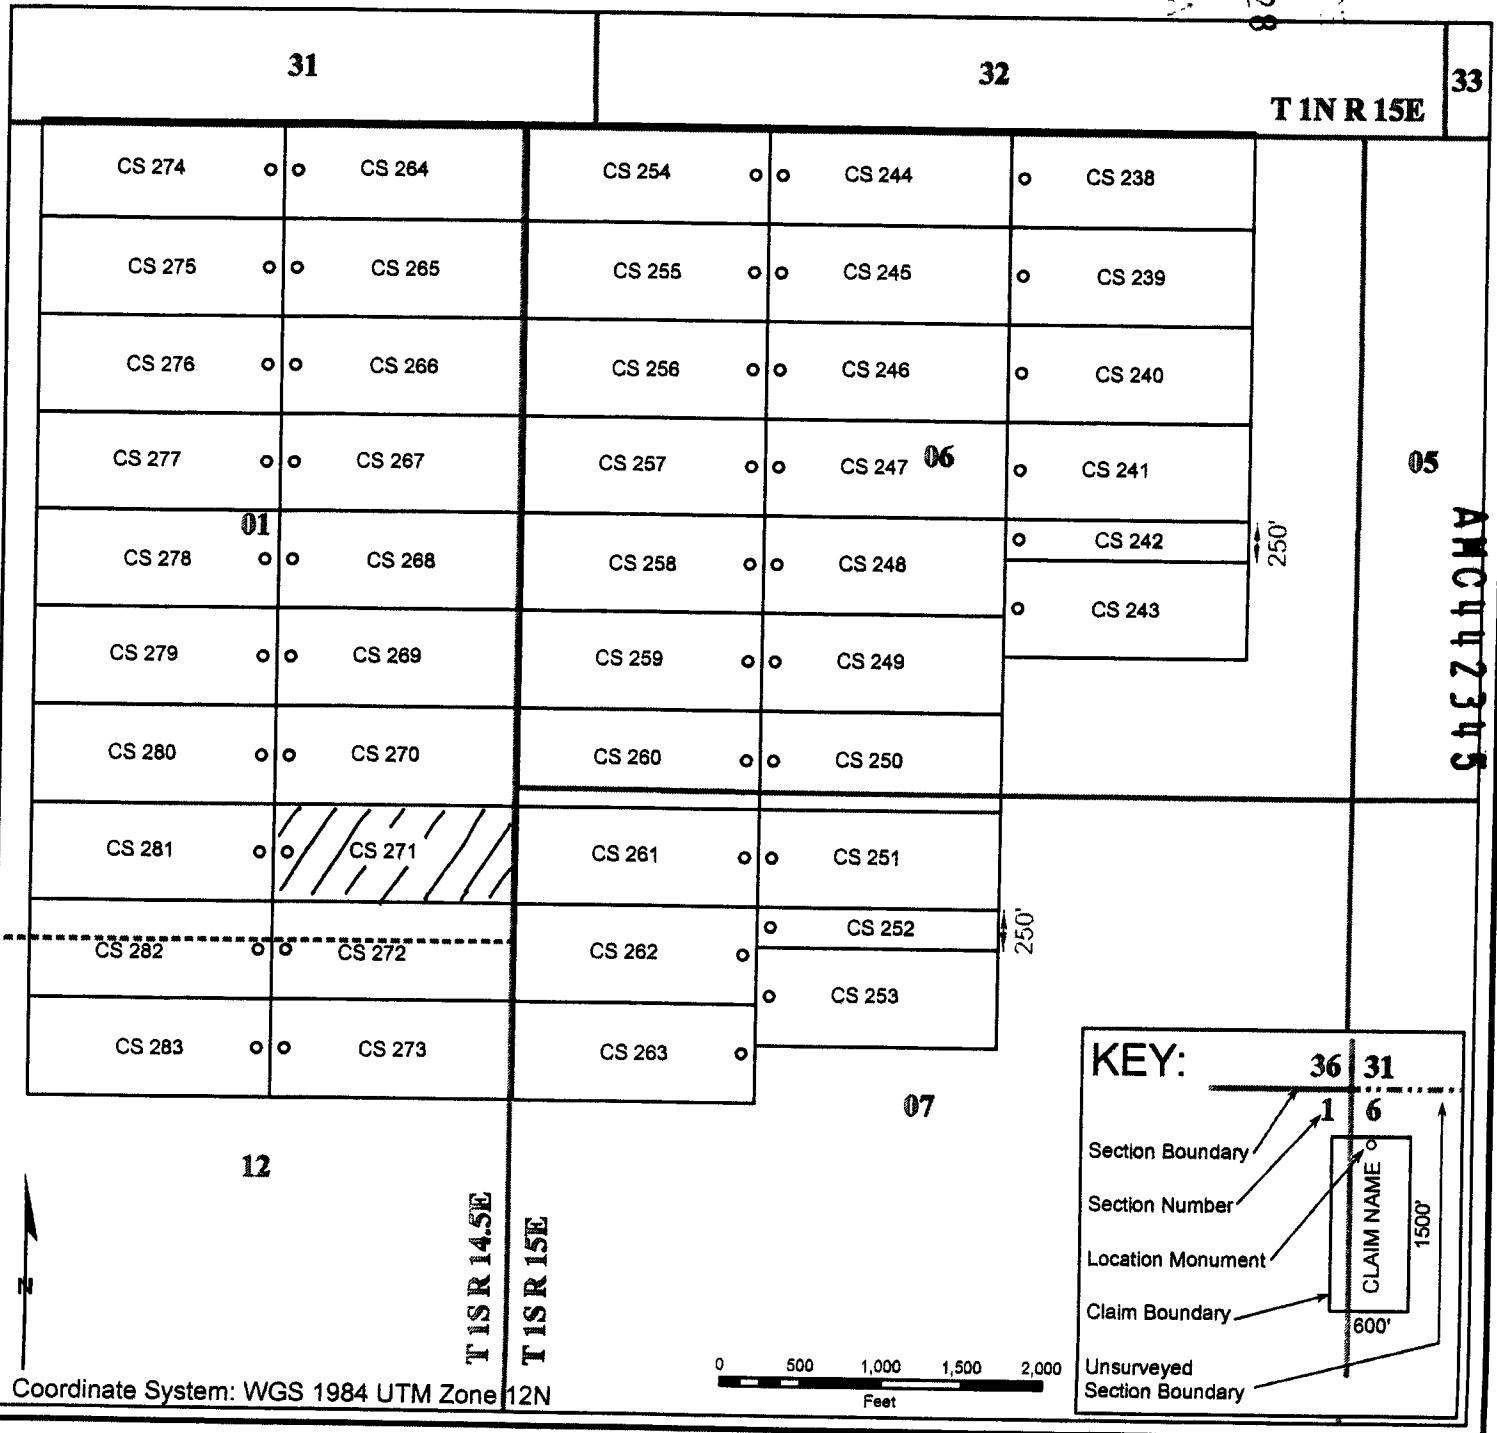 28
31 32 33
T 1N R 15E
CS 274 CS 264 CS 254 CS 244 CS 238
CS 275 CS 265 CS 255 CS 245 CS 239
CS 276 CS 266 CS 256 CS 246 CS 240
CS 277 CS 267 CS 257 CS 247 06 CS 241 05
01
CS 278 CS 268 CS 258 CS 248 CS 242 250'
CS 243
CS 279 CS 269 CS 259 CS 249
AMC442345
CS 280 CS 270 CS 260 CS 250
CS 281 CS 271 CS 261 CS 251
CS 252 250'
CS 282 CS 272 CS 262
CS 253
CS 283 CS 273 CS 263
07
12
T 1S R 14.5E
T 1S R 15E
N
KEY:
36 31
1 6
Section Boundary
Section Number
Location Monument
Claim Boundary
Unsurveyed
Section Boundary
CLAIM NAME
1500'
600'
0 500 1,000 1,500 2,000
Feet
Coordinate System: WGS 1984 UTM Zone 12N